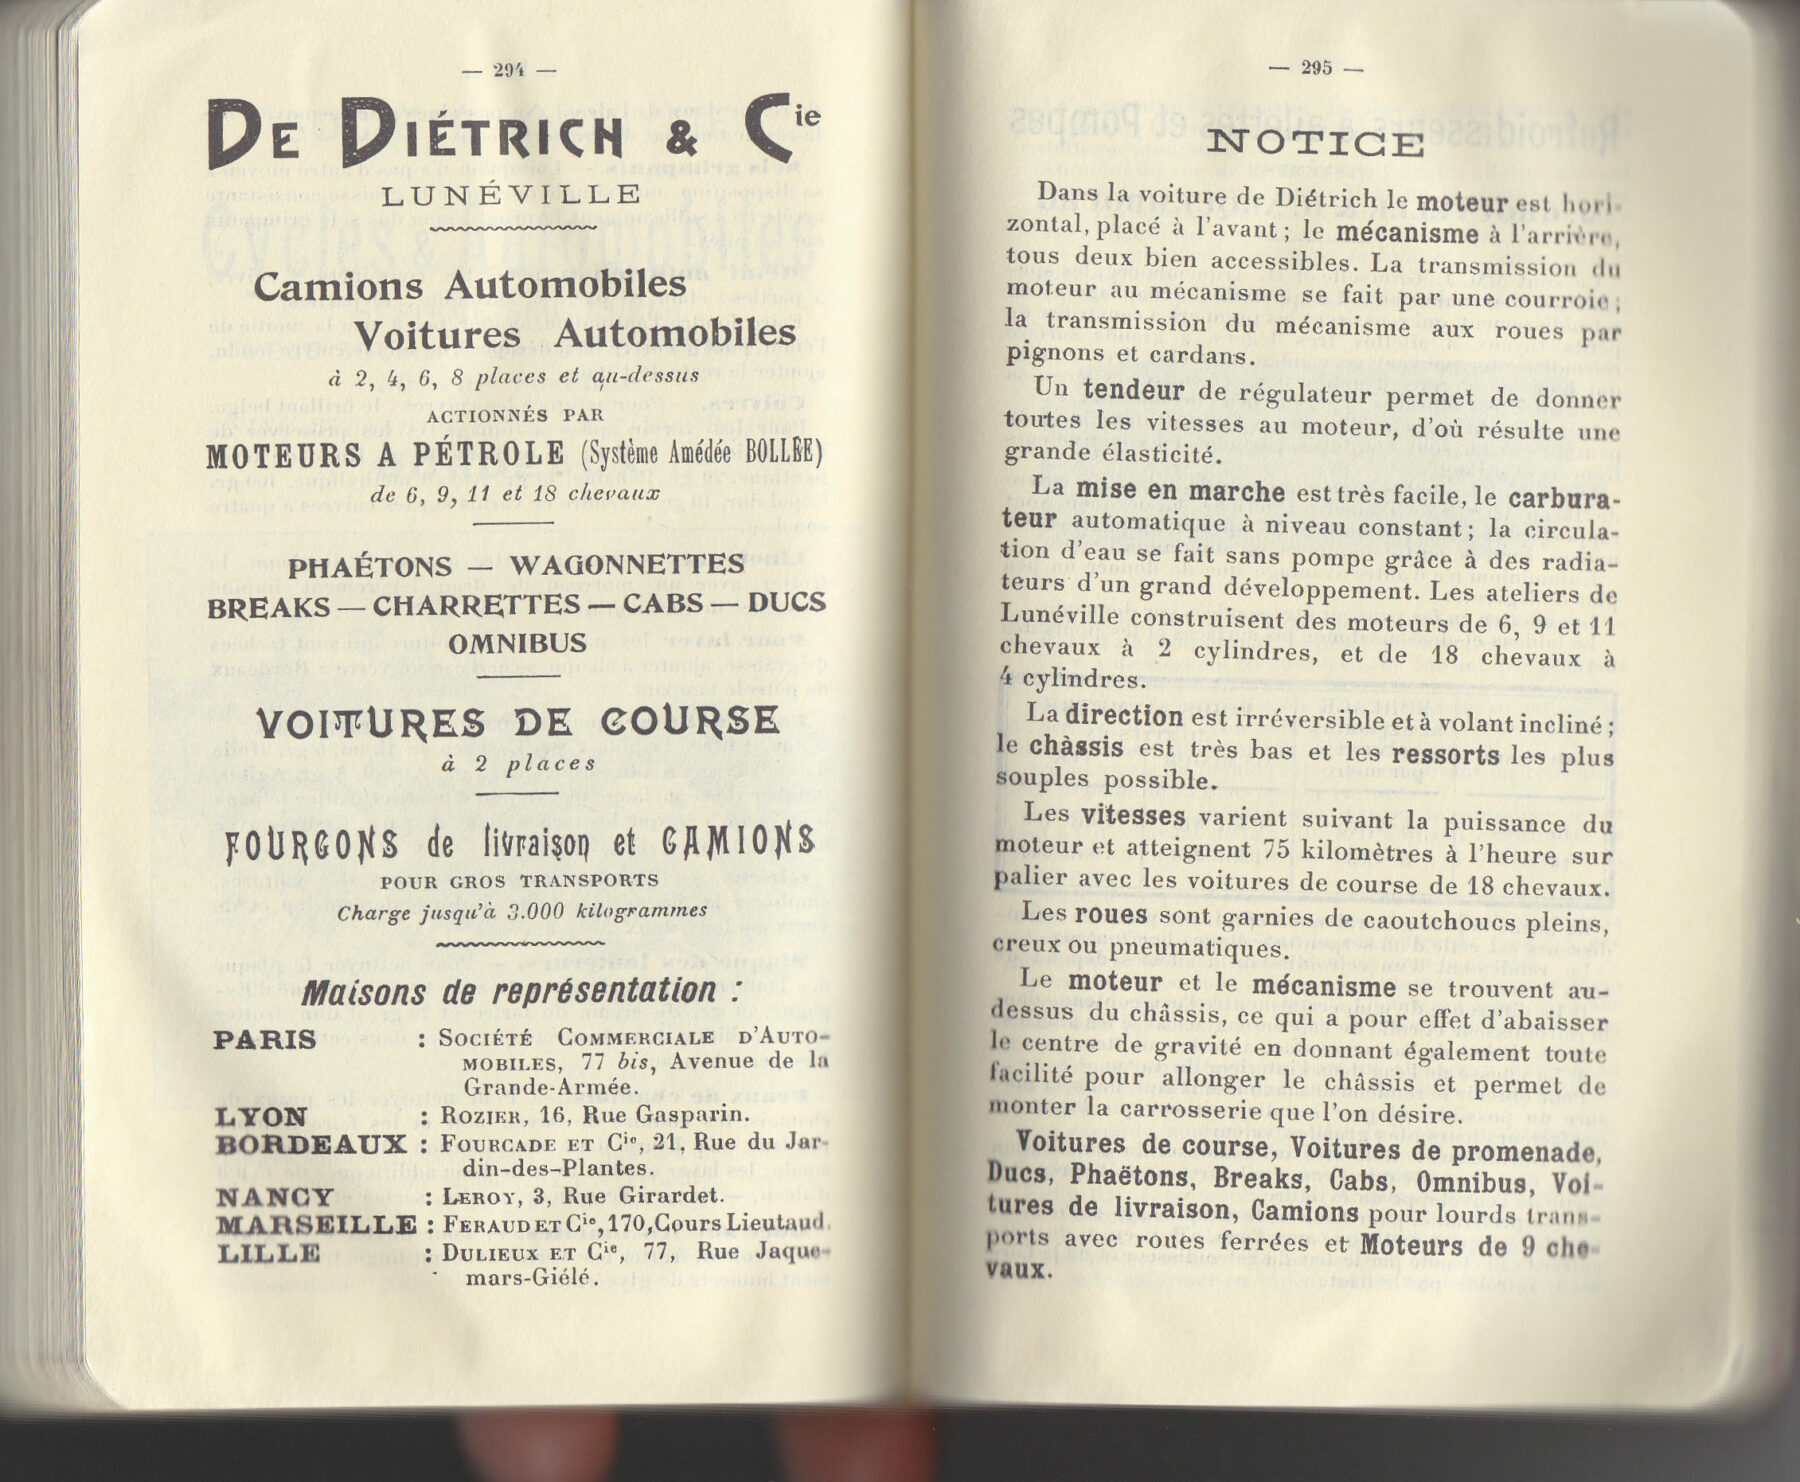 — 294 —
DE DIÉTRICH & Cie
LUNÉVILLE
Camions Automobiles
Voitures Automobiles
à 2, 4, 6, 8 places et au-dessus
ACTIONNÉS PAR
MOTEURS A PÉTROLE (Système Amédée BOLLÉE)
de 6, 9, 11 et 18 chevaux
PHAÉTONS — WAGONNETTES
BREAKS — CHARRETTES — CABS — DUCS
OMNIBUS
VOITURES DE COURSE
à 2 places
FOURGONS de livraison et CAMIONS
POUR GROS TRANSPORTS
Charge jusqu'à 3.000 kilogrammes
Maisons de représentation :
PARIS : SOCIÉTÉ COMMERCIALE D'AUTO-
MOBILES, 77 bis, Avenue de la
Grande-Armée.
LYON : ROZIER, 16, Rue Gasparin.
BORDEAUX : FOURCADE ET Cie, 21, Rue du Jar-
din-des-Plantes.
NANCY : LEROY, 3, Rue Girardet.
MARSEILLE : FERAUD ET Cie, 170, Cours Lieutaud.
LILLE : DULIEUX ET Cie, 77, Rue Jaque-
mars-Giélé.
— 295 —
NOTICE
Dans la voiture de Diétrich le moteur est hori-
zontal, placé à l'avant ; le mécanisme à l'arrière,
tous deux bien accessibles. La transmission du
moteur au mécanisme se fait par une courroie ;
la transmission du mécanisme aux roues par
pignons et cardans.
Un tendeur de régulateur permet de donner
toutes les vitesses au moteur, d'où résulte une
grande élasticité.
La mise en marche est très facile, le carbura-
teur automatique à niveau constant ; la circula-
tion d'eau se fait sans pompe grâce à des radia-
teurs d'un grand développement. Les ateliers de
Lunéville construisent des moteurs de 6, 9 et 11
chevaux à 2 cylindres, et de 18 chevaux à
4 cylindres.
La direction est irréversible et à volant incliné ;
le châssis est très bas et les ressorts les plus
souples possible.
Les vitesses varient suivant la puissance du
moteur et atteignent 75 kilomètres à l'heure sur
palier avec les voitures de course de 18 chevaux.
Les roues sont garnies de caoutchoucs pleins,
creux ou pneumatiques.
Le moteur et le mécanisme se trouvent au-
dessus du châssis, ce qui a pour effet d'abaisser
le centre de gravité en donnant également toute
facilité pour allonger le châssis et permet de
monter la carrosserie que l'on désire.
Voitures de course, Voitures de promenade,
Ducs, Phaëtons, Breaks, Cabs, Omnibus, Voi-
tures de livraison, Camions pour lourds trans-
ports avec roues ferrées et Moteurs de 9 che-
vaux.